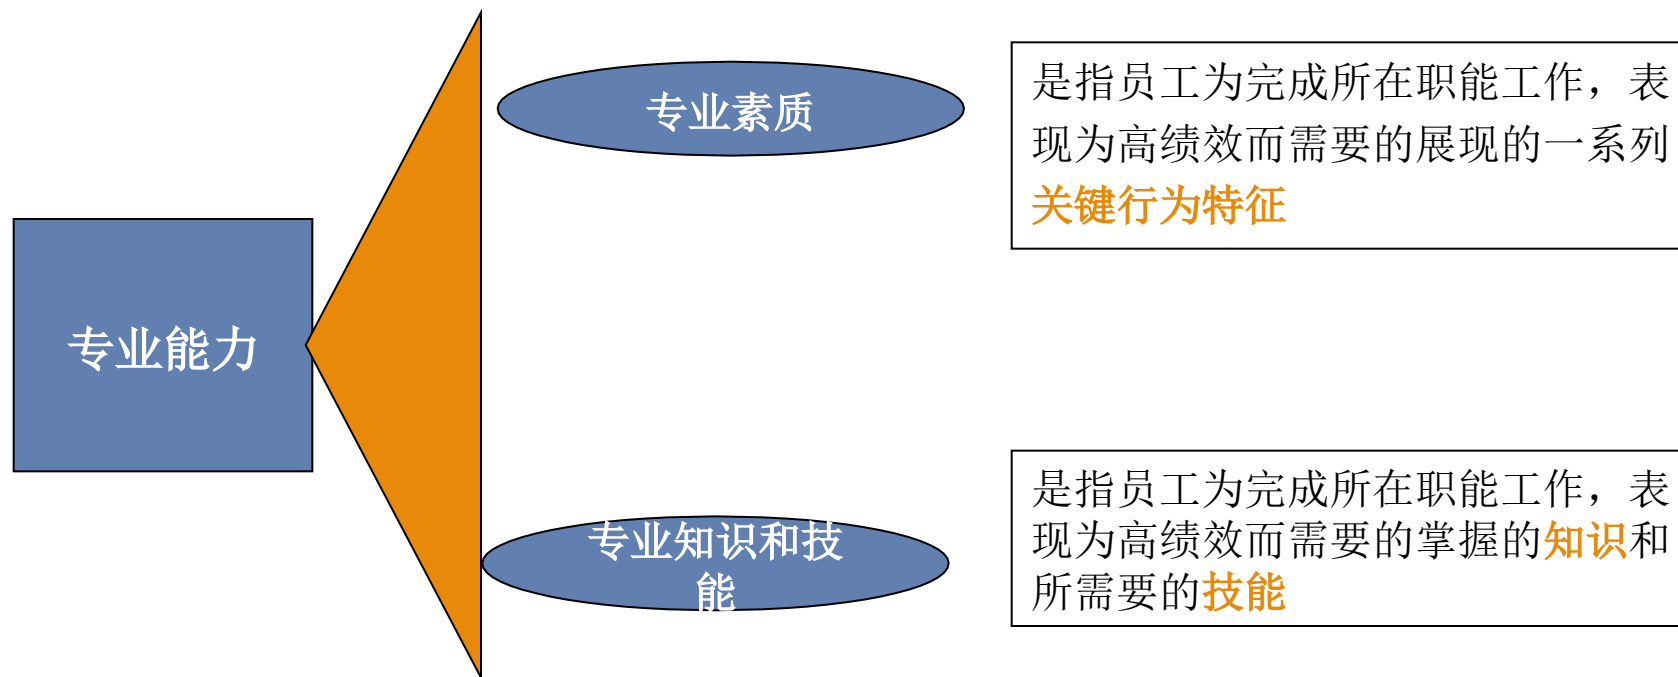 专业素质
是指员工为完成所在职能工作，表
现为高绩效而需要的展现的一系列
关键行为特征
专业能力
专业知识和技
能
是指员工为完成所在职能工作，表
现为高绩效而需要的掌握的知识和
所需要的技能